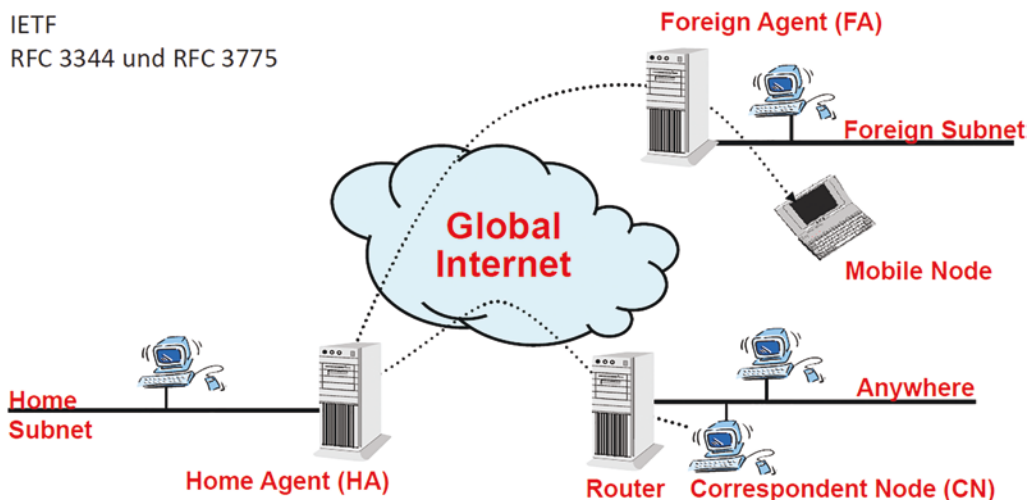 IETF
RFC 3344 und RFC 3775
Foreign Agent (FA)
Foreign Subnet
Global
Internet
Mobile Node
Home
Subnet
Anywhere
Home Agent (HA)
Router
Correspondent Node (CN)